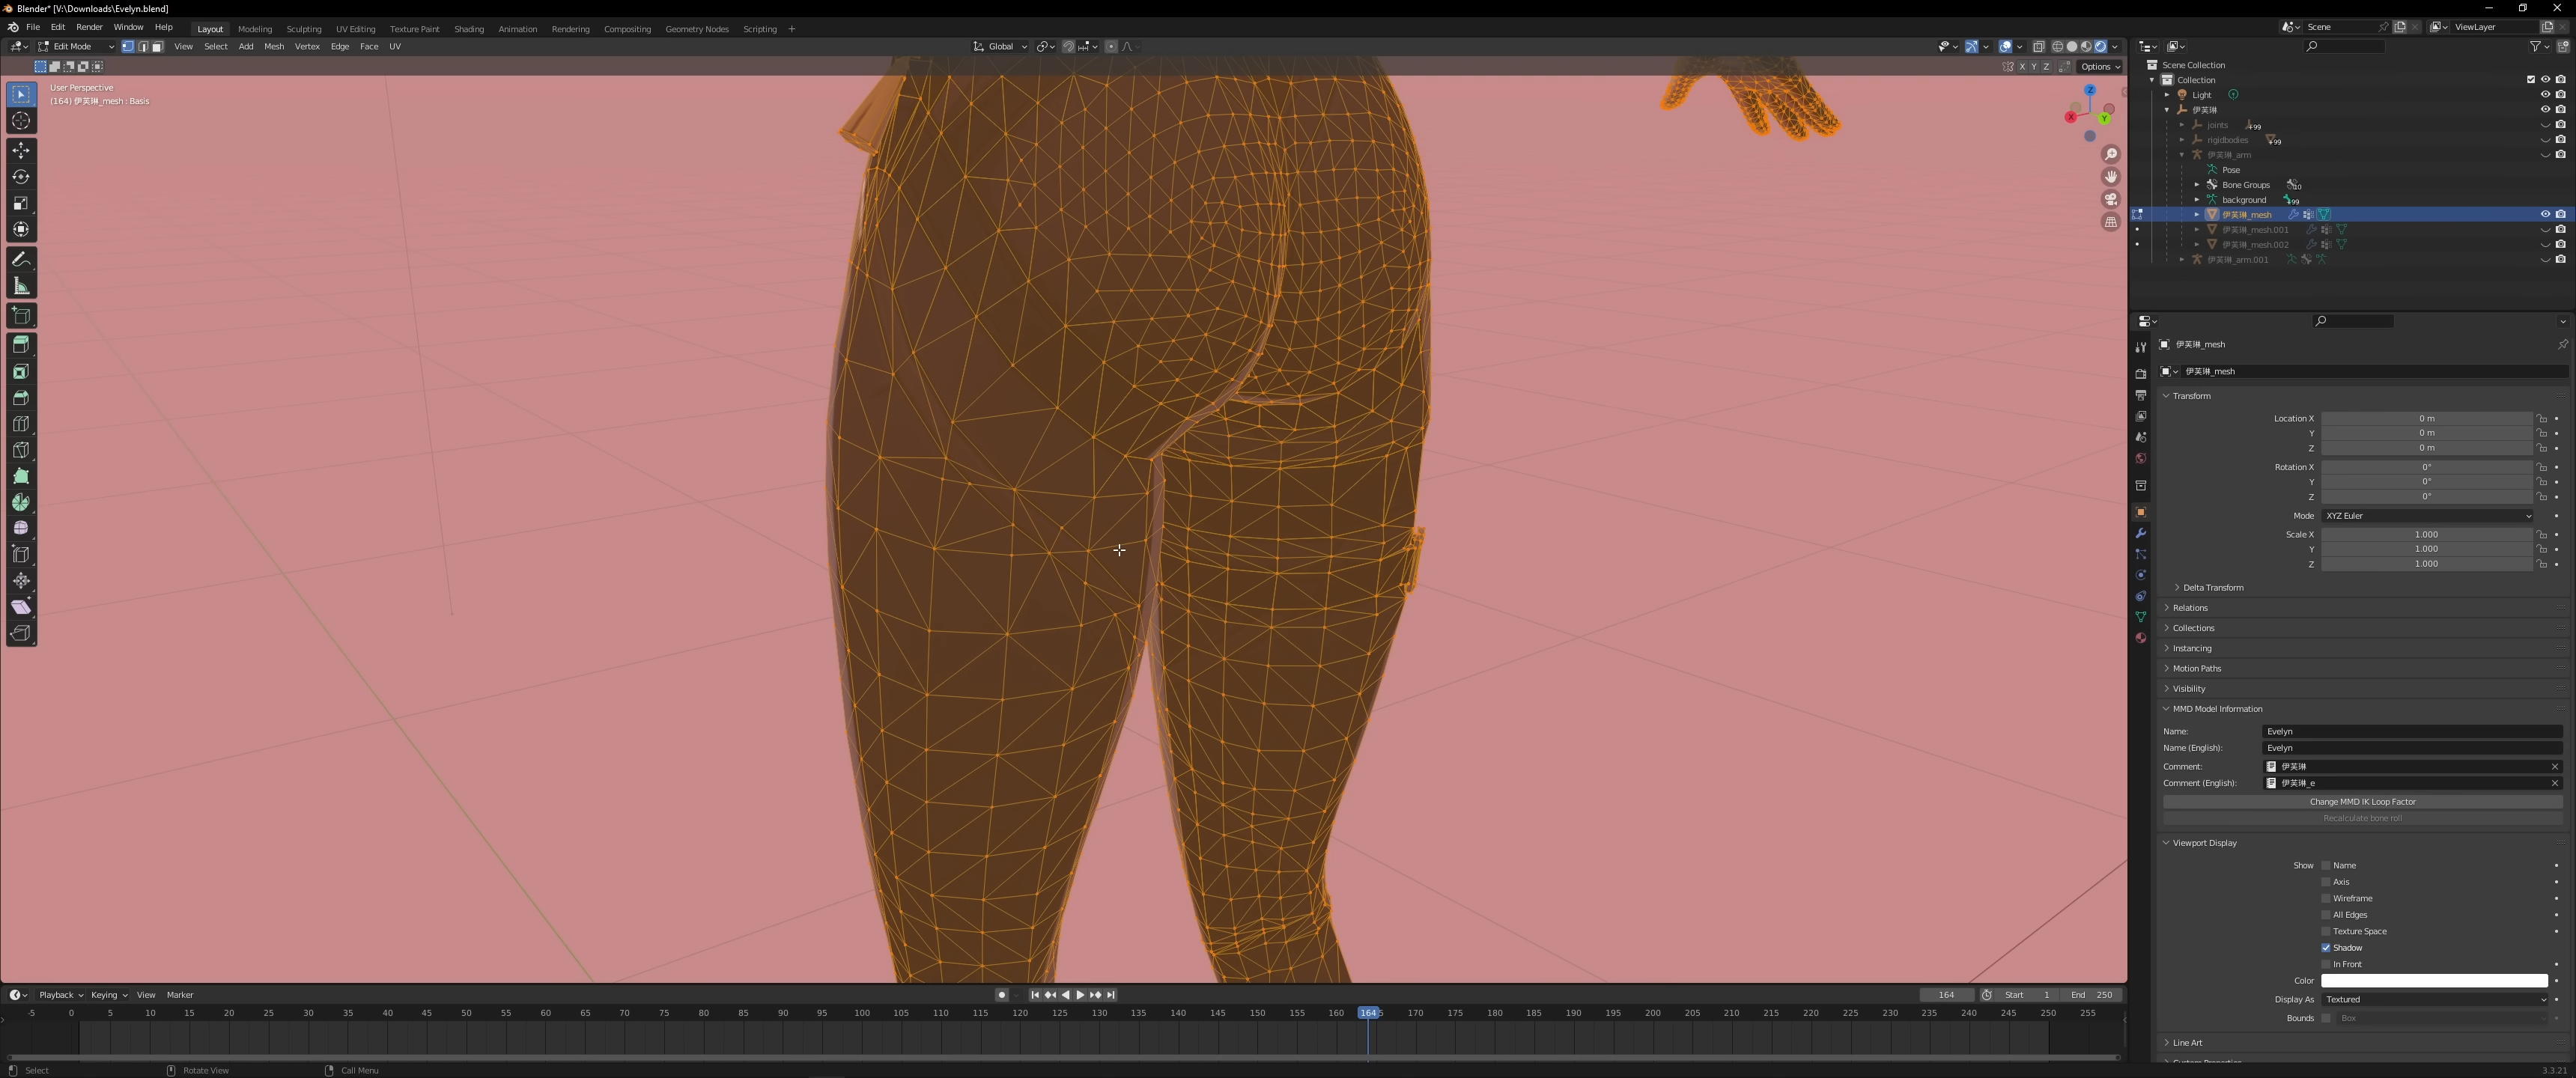 Blender* [V:\Downloads\Evelyn.blend]
File Edit Render Window Help Layout Modeling Sculpting UV Editing Texture Paint Shading Animation Rendering Compositing Geometry Nodes Scripting + Scene ViewLayer
Edit Mode View Select Add Mesh Vertex Edge Face UV Global
X Y Z Options
User Perspective
(164) 伊芙琳_mesh : Basis
Z
X
Y
Scene Collection
Collection
Light
伊芙琳
joints +99
rigidbodies +99
伊芙琳_arm
Pose
Bone Groups 10
background +99
伊芙琳_mesh
伊芙琳_mesh.001
伊芙琳_mesh.002
伊芙琳_arm.001
伊芙琳_mesh
伊芙琳_mesh
Transform
Location X 0 m
Y 0 m
Z 0 m
Rotation X 0°
Y 0°
Z 0°
Mode XYZ Euler
Scale X 1.000
Y 1.000
Z 1.000
Delta Transform
Relations
Collections
Instancing
Motion Paths
Visibility
MMD Model Information
Name: Evelyn
Name (English): Evelyn
Comment: 伊芙琳
Comment (English): 伊芙琳_e
Change MMD IK Loop Factor
Recalculate bone roll
Viewport Display
Show Name
Axis
Wireframe
All Edges
Texture Space
Shadow
In Front
Color
Display As Textured
Bounds Box
Line Art
Playback Keying View Marker 164 Start 1 End 250
-5 0 5 10 15 20 25 30 35 40 45 50 55 60 65 70 75 80 85 90 95 100 105 110 115 120 125 130 135 140 145 150 155 160 164 170 175 180 185 190 195 200 205 210 215 220 225 230 235 240 245 250 255
Select Rotate View Call Menu 3.3.21